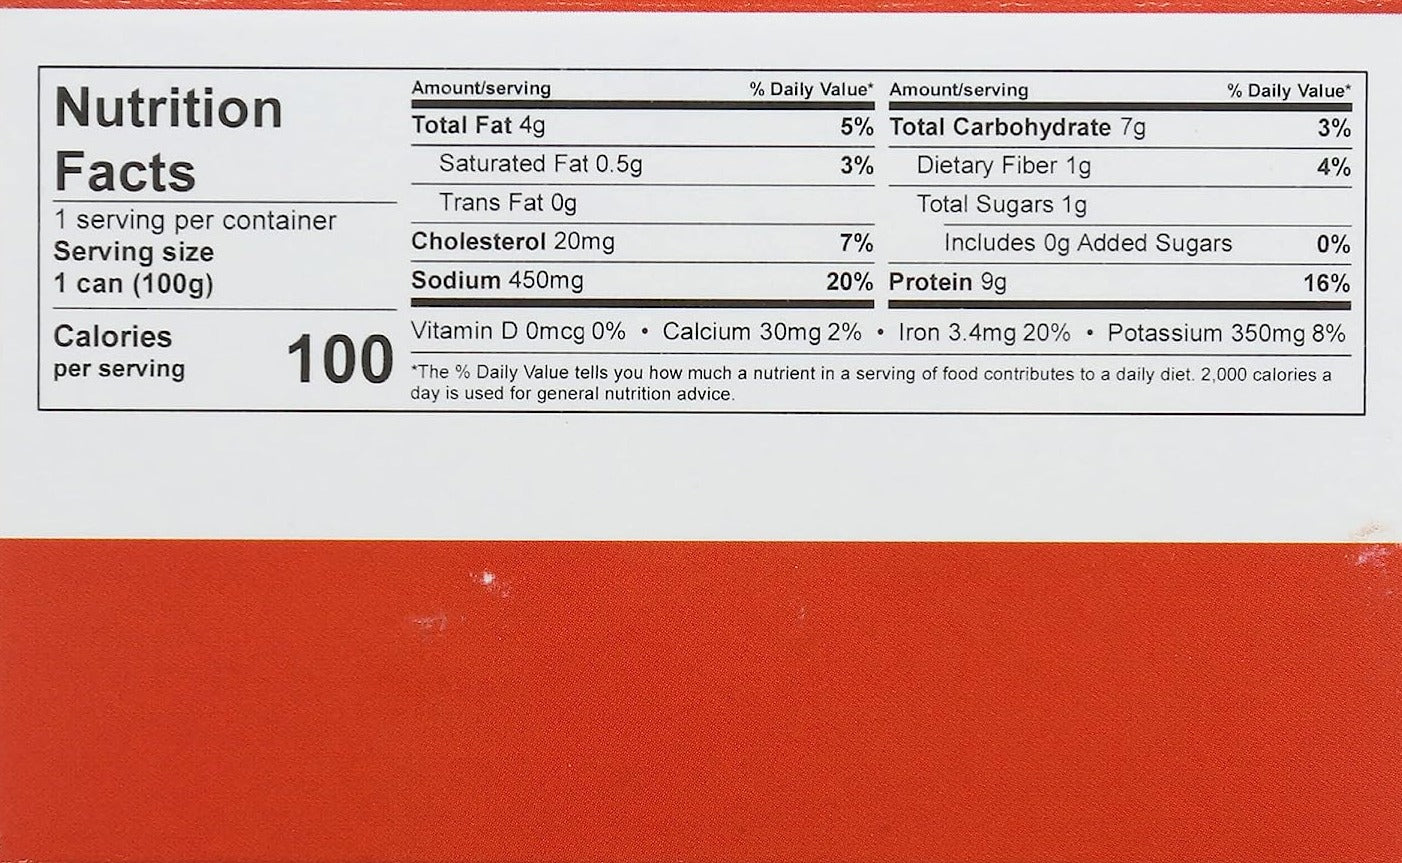 Nutrition
Facts
1 serving per container
Serving size
1 can (100g)
Calories
per serving
100
Amount/serving % Daily Value*
Total Fat 4g 5%
Saturated Fat 0.5g 3%
Trans Fat 0g
Cholesterol 20mg 7%
Sodium 450mg 20%
Amount/serving % Daily Value*
Total Carbohydrate 7g 3%
Dietary Fiber 1g 4%
Total Sugars 1g
Includes 0g Added Sugars 0%
Protein 9g 16%
Vitamin D 0mcg 0% • Calcium 30mg 2% • Iron 3.4mg 20% • Potassium 350mg 8%
*The % Daily Value tells you how much a nutrient in a serving of food contributes to a daily diet. 2,000 calories a
day is used for general nutrition advice.